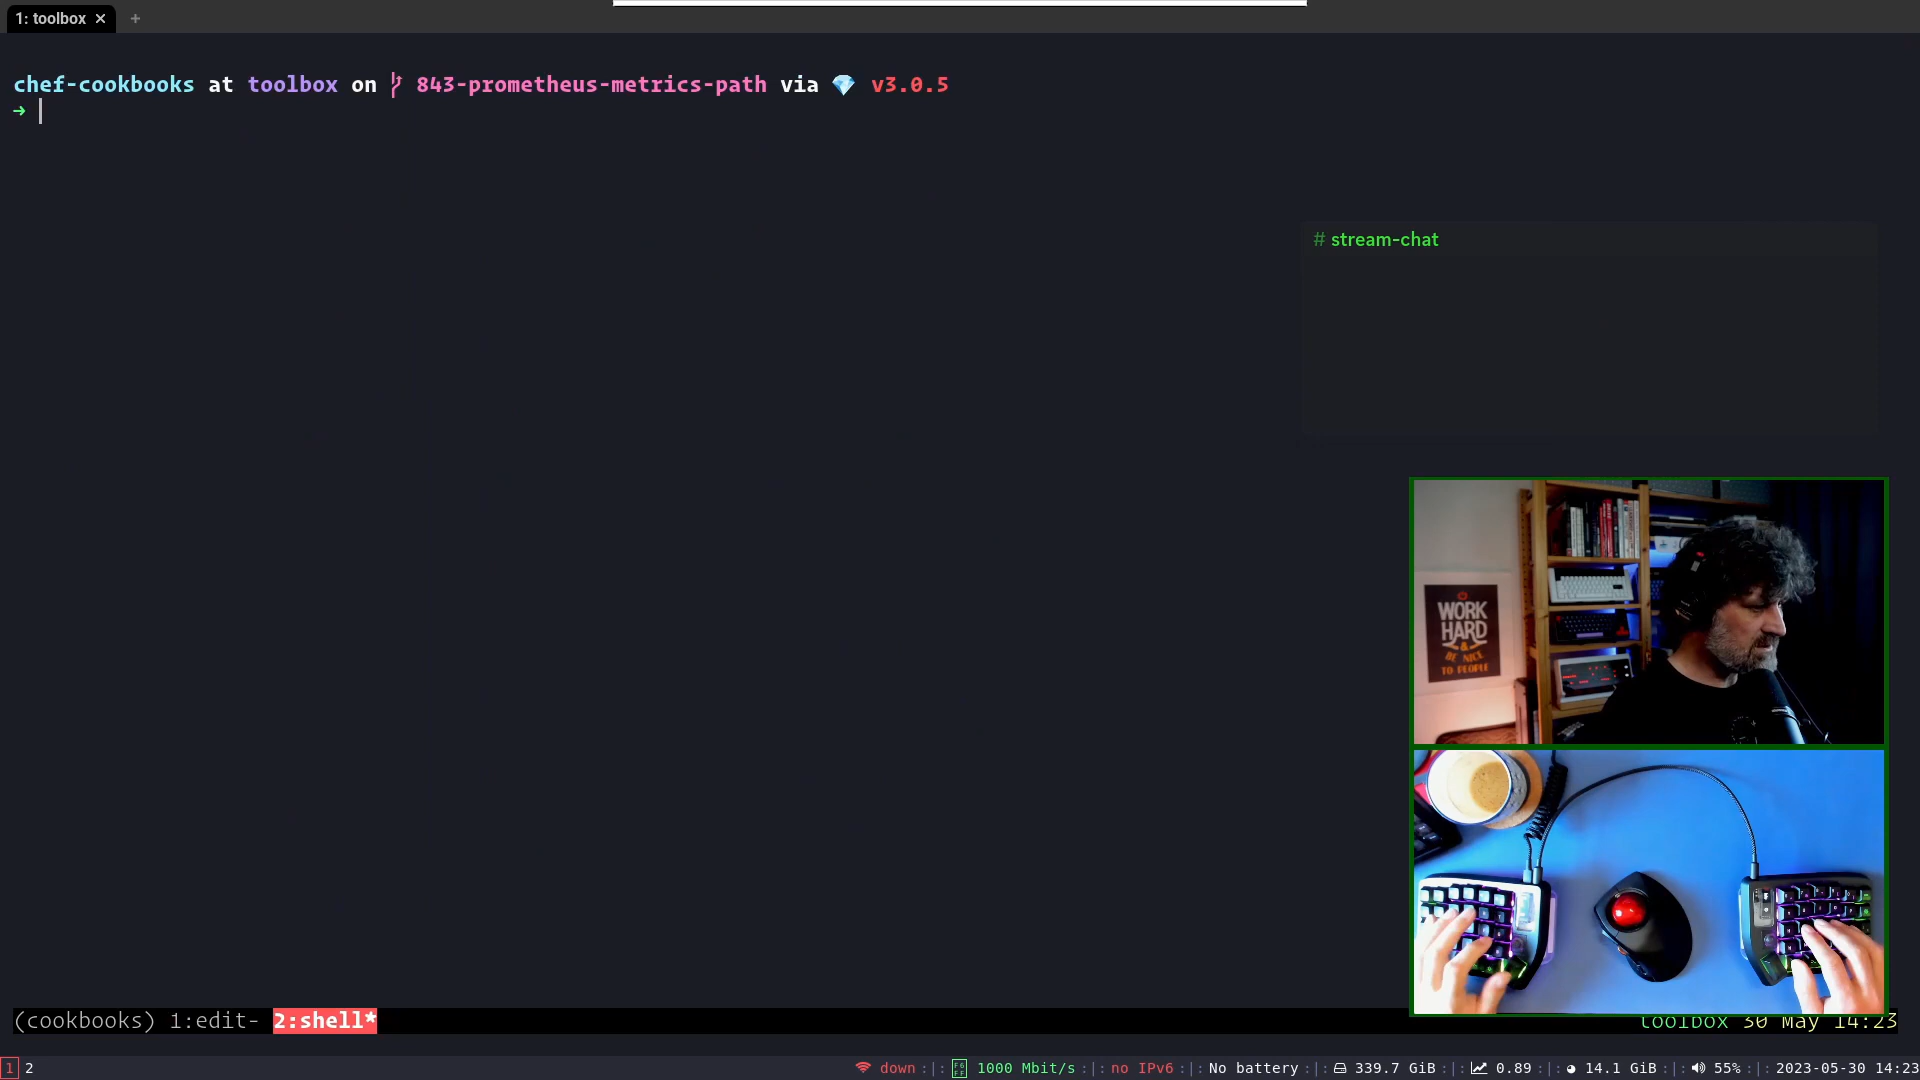 1: toolbox ✕ +
chef-cookbooks at toolbox on 843-prometheus-metrics-path via 💎 v3.0.5
➜
# stream-chat
WORK
HARD
&
BE NICE
TO PEOPLE
(cookbooks) 1:edit- 2:shell*
toolbox 30 May 14:23
1 2
down :|: 1000 Mbit/s :|: no IPv6 :|: No battery :|: 339.7 GiB :|: 0.89 :|: 14.1 GiB :|: 55% :|: 2023-05-30 14:23